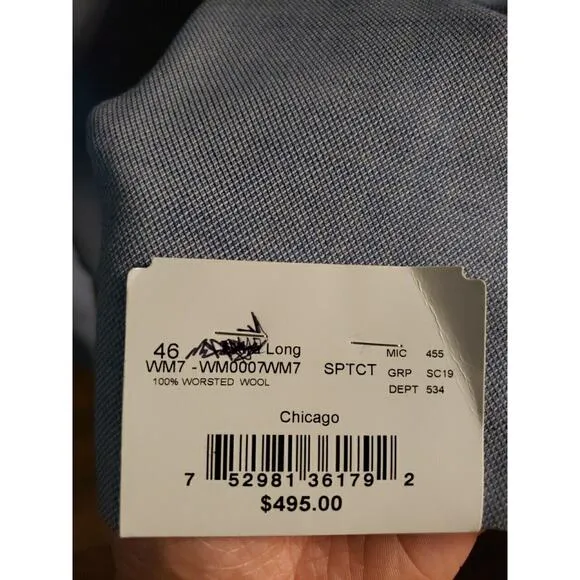 46 Long
WM7 -WM0007WM7
100% WORSTED WOOL
SPTCT
MIC 455
GRP SC19
DEPT 534
Chicago
7 52981 36179 2
$495.00